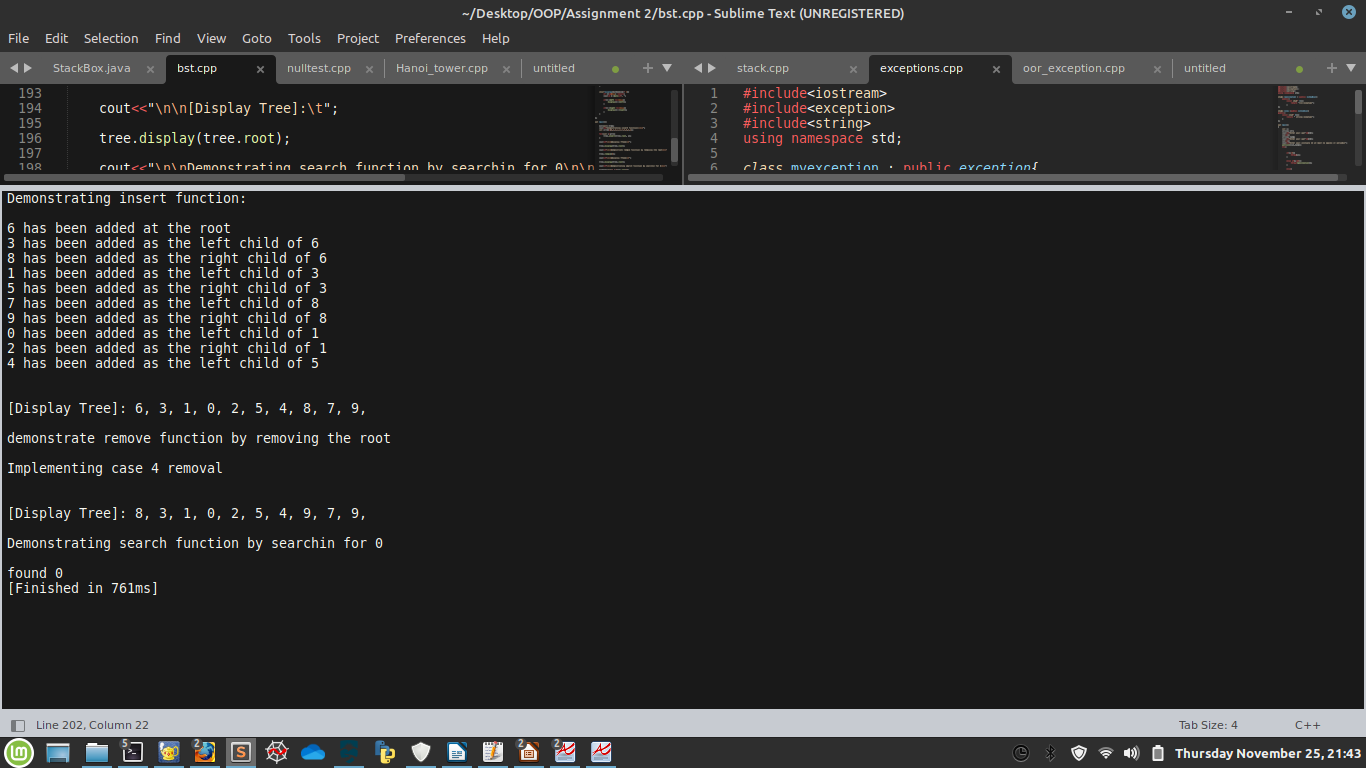 ~/Desktop/OOP/Assignment 2/bst.cpp - Sublime Text (UNREGISTERED)
File Edit Selection Find View Goto Tools Project Preferences Help
StackBox.java bst.cpp nulltest.cpp Hanoi_tower.cpp untitled
193
194 cout<<"\n\n[Display Tree]:\t";
195
196 tree.display(tree.root);
197
198 cout<<"\n\nDemonstrating search function by searchin for 0\n\n
stack.cpp exceptions.cpp oor_exception.cpp untitled
1 #include<iostream>
2 #include<exception>
3 #include<string>
4 using namespace std;
5
6 class myexception : public exception{
Demonstrating insert function:
6 has been added at the root
3 has been added as the left child of 6
8 has been added as the right child of 6
1 has been added as the left child of 3
5 has been added as the right child of 3
7 has been added as the left child of 8
9 has been added as the right child of 8
0 has been added as the left child of 1
2 has been added as the right child of 1
4 has been added as the left child of 5
[Display Tree]: 6, 3, 1, 0, 2, 5, 4, 8, 7, 9,
demonstrate remove function by removing the root
Implementing case 4 removal
[Display Tree]: 8, 3, 1, 0, 2, 5, 4, 9, 7, 9,
Demonstrating search function by searchin for 0
found 0
[Finished in 761ms]
Line 202, Column 22 Tab Size: 4 C++
5 2 2 2 Thursday November 25, 21:43